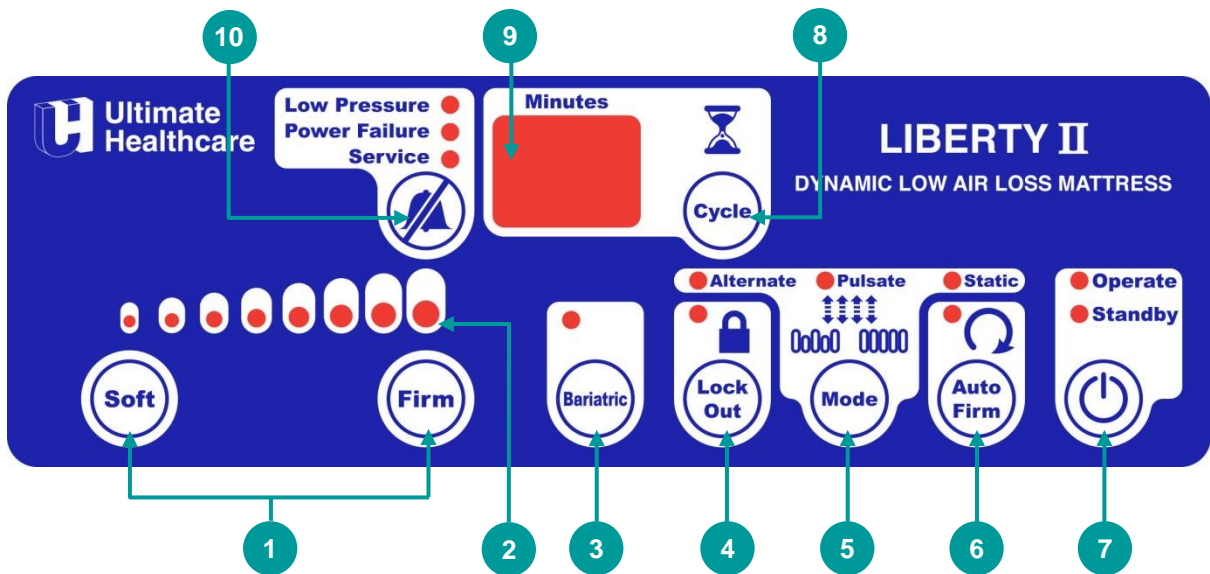 10
9
8
Ultimate
Healthcare
Low Pressure
Power Failure
Service
Minutes
Cycle
LIBERTY II
DYNAMIC LOW AIR LOSS MATTRESS
Alternate
Pulsate
Static
Operate
Standby
Soft
Firm
Bariatric
Lock
Out
Mode
Auto
Firm
1
2
3
4
5
6
7